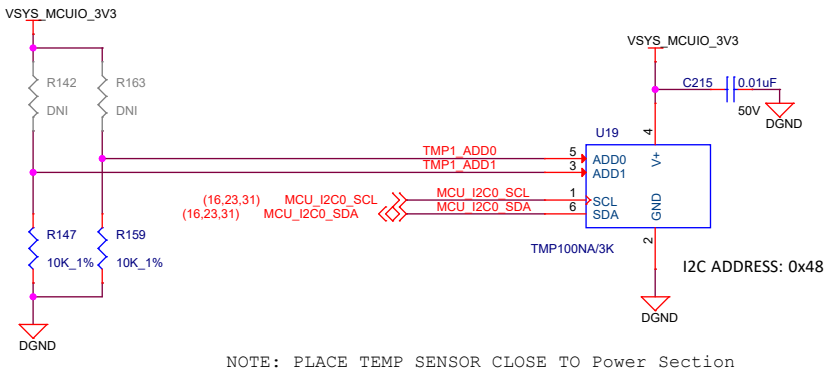 VSYS_MCUIO_3V3
VSYS_MCUIO_3V3
R142
R163
C215
0.01uF
DNI
DNI
50V
DGND
U19
4
TMP1_ADD0
5
ADD0
V+
TMP1_ADD1
3
ADD1
(16,23,31)
MCU_I2C0_SCL
MCU_I2C0_SCL
1
SCL
(16,23,31)
MCU_I2C0_SDA
MCU_I2C0_SDA
6
SDA
GND
R147
R159
2
10K_1%
10K_1%
TMP100NA/3K
I2C ADDRESS: 0x48
DGND
DGND
NOTE: PLACE TEMP SENSOR CLOSE TO Power Section